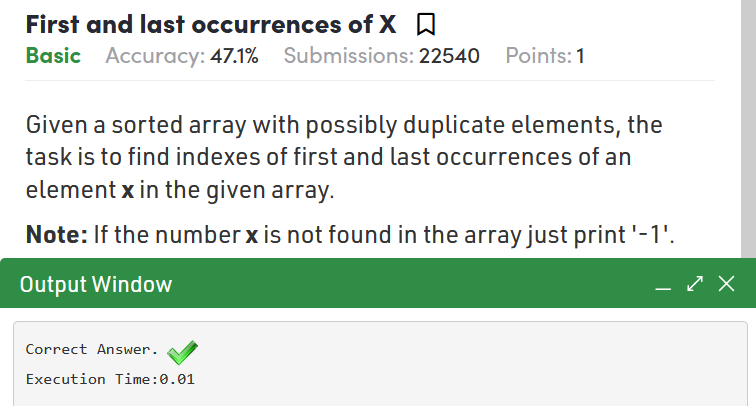 First and last occurrences of X
Basic Accuracy: 47.1% Submissions: 22540 Points: 1
Given a sorted array with possibly duplicate elements, the
task is to find indexes of first and last occurrences of an
element x in the given array.
Note: If the number x is not found in the array just print '-1'.
Output Window
Correct Answer.
Execution Time:0.01